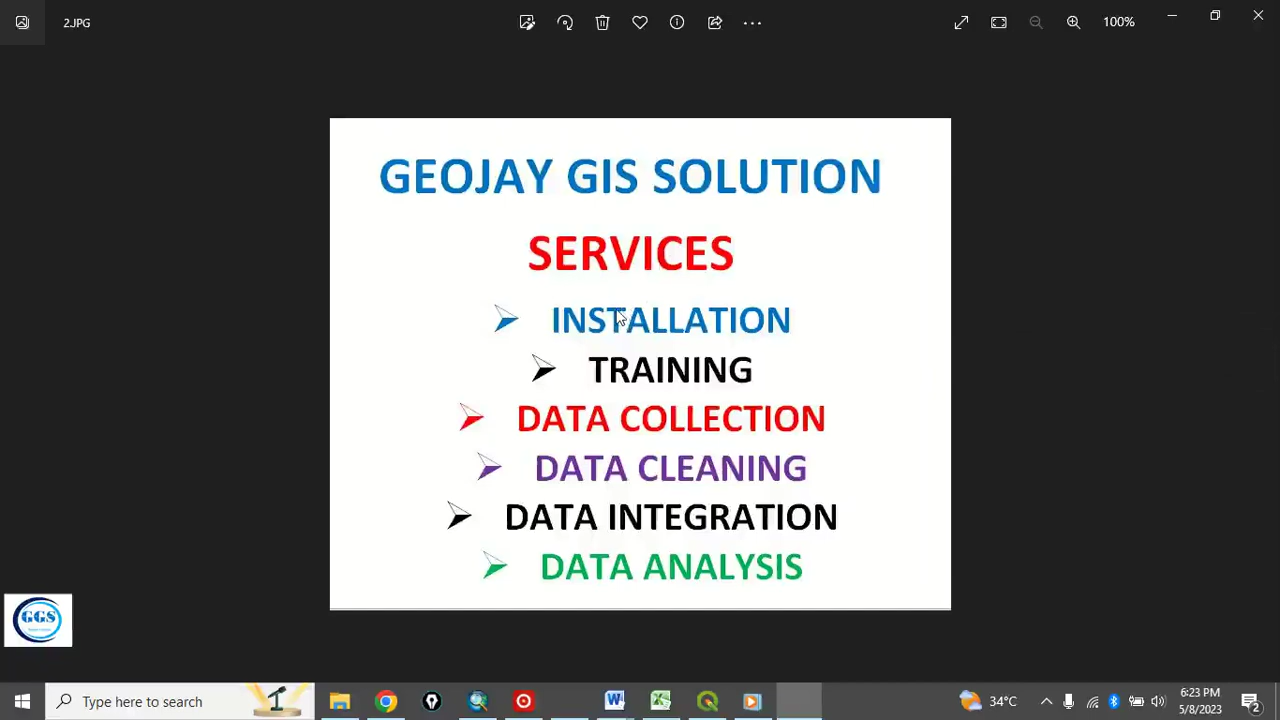 2.JPG
100%
GEOJAY GIS SOLUTION
SERVICES
INSTALLATION
TRAINING
DATA COLLECTION
DATA CLEANING
DATA INTEGRATION
DATA ANALYSIS
GGS
Type here to search
34°C
6:23 PM
5/8/2023
2